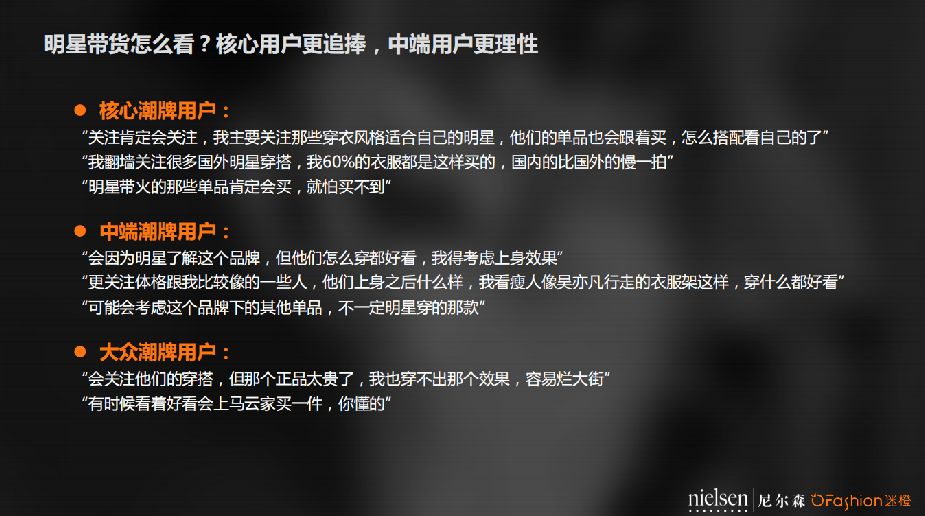 明星带货怎么看？核心用户更追捧，中端用户更理性
核心潮牌用户：
“关注肯定会关注，我主要关注那些穿衣风格适合自己的明星，他们的单品也会跟着买，怎么搭配看自己的了”
“我翻墙关注很多国外明星穿搭，我60%的衣服都是这样买的，国内的比国外的慢一拍”
“明星带火的那些单品肯定会买，就怕买不到“
中端潮牌用户：
“会因为明星了解这个品牌，但他们怎么穿都好看，我得考虑上身效果”
“更关注体格跟我比较像的一些人，他们上身之后什么样，我看瘦人像吴亦凡行走的衣服架这样，穿什么都好看”
“可能会考虑这个品牌下的其他单品，不一定明星穿的那款“
大众潮牌用户：
“会关注他们的穿搭，但那个正品太贵了，我也穿不出那个效果，容易烂大街”
“有时候看着好看会上马云家买一件，你懂的”
nielsen 尼尔森 OFashion迷橙